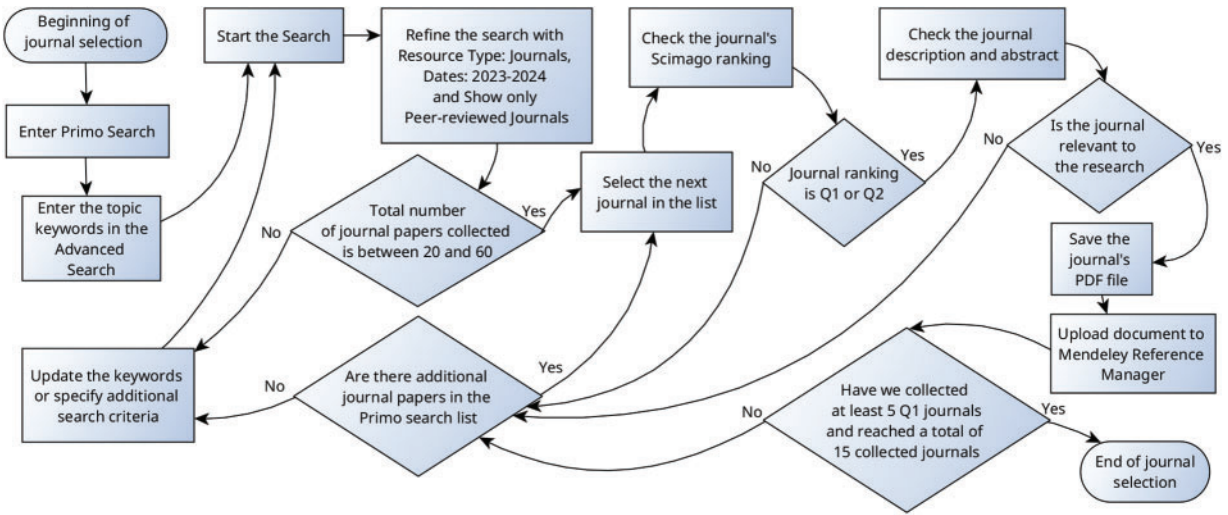 Beginning of
journal selection
Enter Primo Search
Enter the topic
keywords in the
Advanced
Search
Start the Search
Refine the search with
Resource Type: Journals,
Dates: 2023-2024
and Show only
Peer-reviewed Journals
Total number
of journal papers collected
is between 20 and 60
No
Yes
Update the keywords
or specify additional
search criteria
Select the next
journal in the list
Check the journal's
Scimago ranking
Journal ranking
is Q1 or Q2
No
Yes
Check the journal
description and abstract
Is the journal
relevant to
the research
No
Yes
Save the
journal's
PDF file
Upload document to
Mendeley Reference
Manager
Have we collected
at least 5 Q1 journals
and reached a total of
15 collected journals
No
Yes
Are there additional
journal papers in the
Primo search list
No
Yes
End of journal
selection